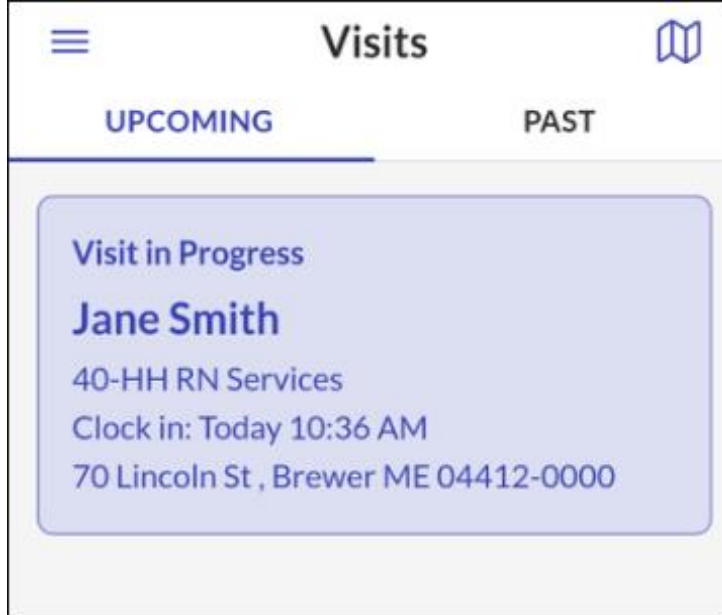 Visits
UPCOMING PAST
Visit in Progress
Jane Smith
40-HH RN Services
Clock in: Today 10:36 AM
70 Lincoln St , Brewer ME 04412-0000